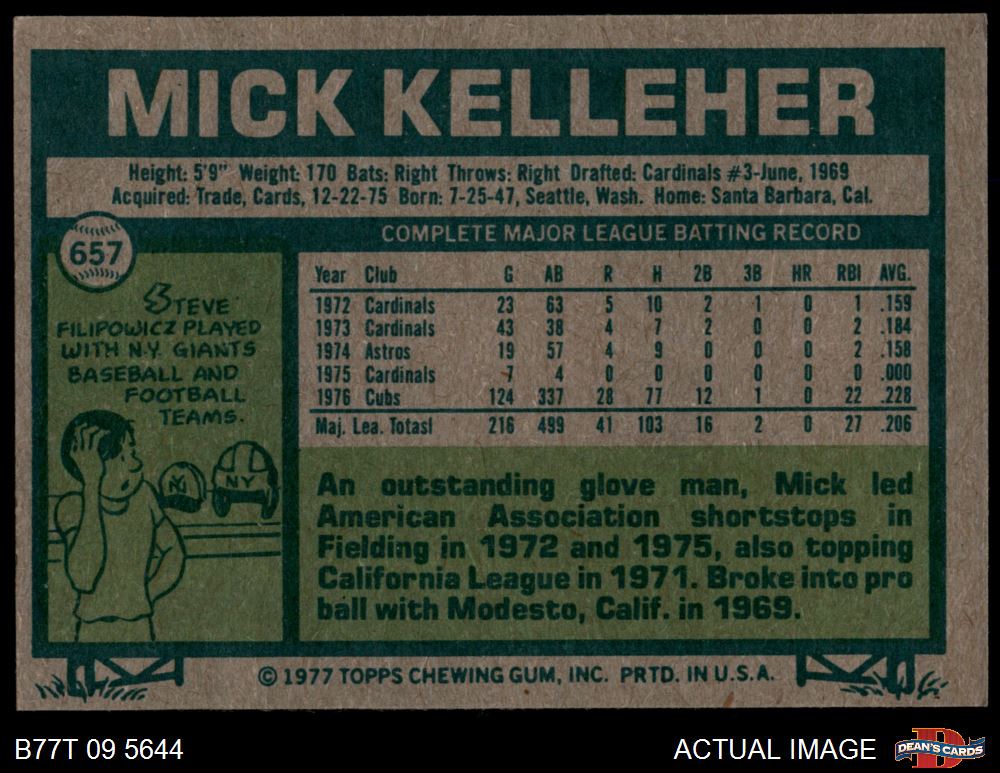 MICK KELLEHER
Height: 5'9" Weight: 170 Bats: Right Throws: Right Drafted: Cardinals #3-June, 1969
Acquired: Trade, Cards, 12-22-75 Born: 7-25-47, Seattle, Wash. Home: Santa Barbara, Cal.
657
STEVE
FILIPOWICZ PLAYED
WITH N.Y. GIANTS
BASEBALL AND
FOOTBALL
TEAMS.
NY
NY
COMPLETE MAJOR LEAGUE BATTING RECORD
Year Club G AB R H 2B 3B HR RBI AVG.
1972 Cardinals 23 63 5 10 2 1 0 1 .159
1973 Cardinals 43 38 4 7 2 0 0 2 .184
1974 Astros 19 57 4 9 0 0 0 2 .158
1975 Cardinals 7 4 0 0 0 0 0 0 .000
1976 Cubs 124 337 28 77 12 1 0 22 .228
Maj. Lea. Totasl 216 499 41 103 16 2 0 27 .206
An outstanding glove man, Mick led
American Association shortstops in
Fielding in 1972 and 1975, also topping
California League in 1971. Broke into pro
ball with Modesto, Calif. in 1969.
© 1977 TOPPS CHEWING GUM, INC. PRTD. IN U.S.A.
B77T 09 5644
ACTUAL IMAGE
D
DEAN'S CARDS